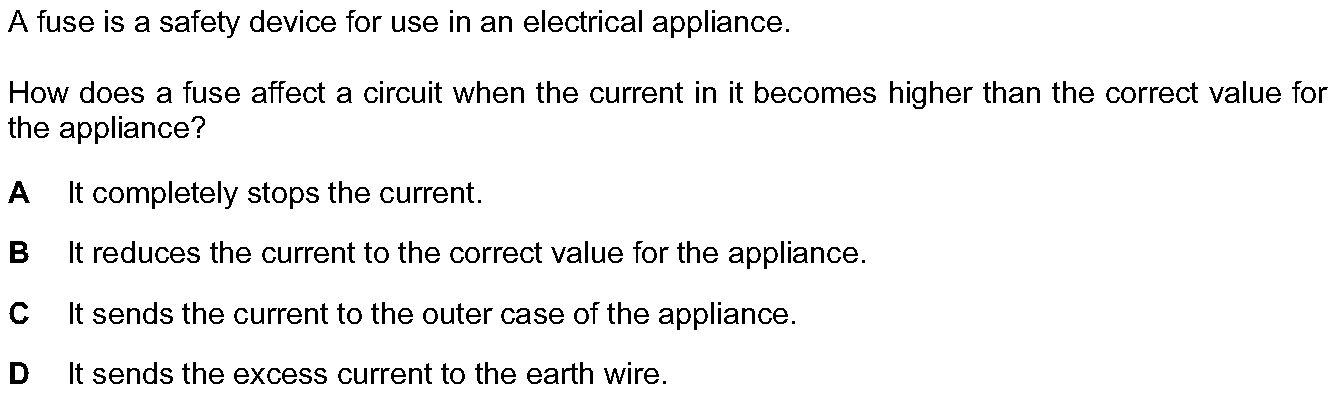 A fuse is a safety device for use in an electrical appliance.
How does a fuse affect a circuit when the current in it becomes higher than the correct value for
the appliance?
A It completely stops the current.
B It reduces the current to the correct value for the appliance.
C It sends the current to the outer case of the appliance.
D It sends the excess current to the earth wire.